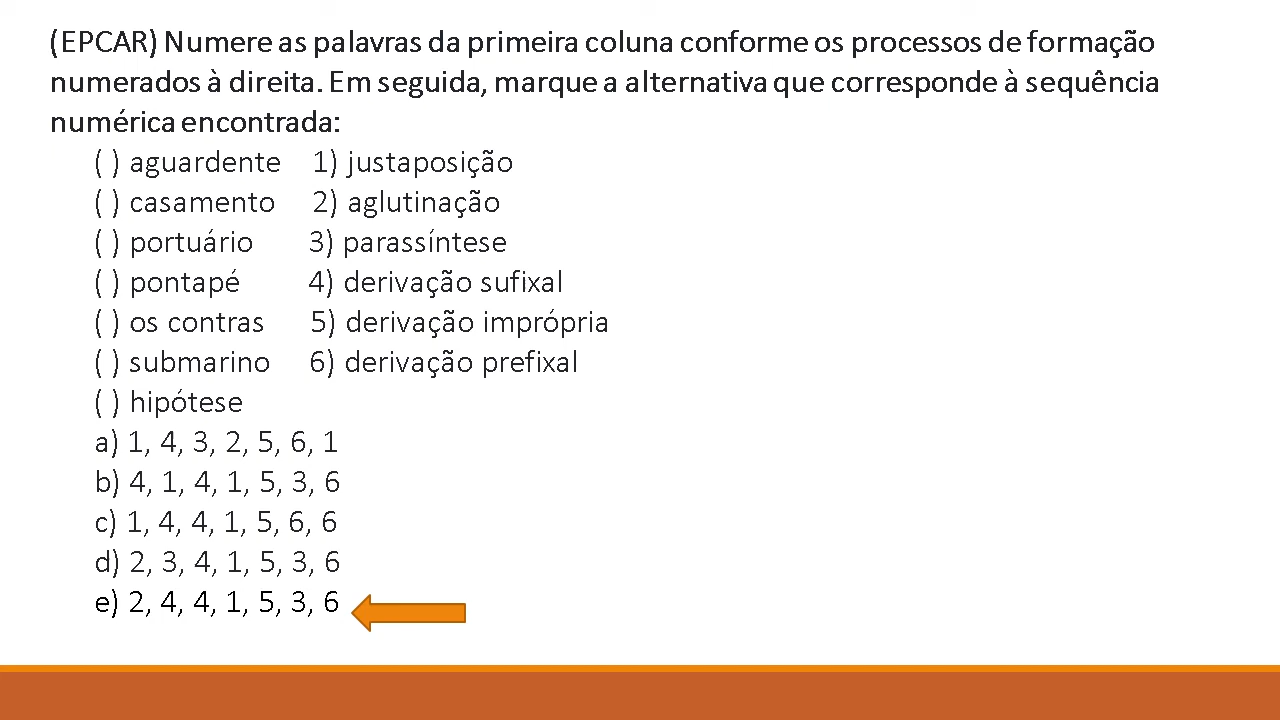 (EPCAR) Numere as palavras da primeira coluna conforme os processos de formação
numerados à direita. Em seguida, marque a alternativa que corresponde à sequência
numérica encontrada:
( ) aguardente 1) justaposição
( ) casamento 2) aglutinação
( ) portuário 3) parassíntese
( ) pontapé 4) derivação sufixal
( ) os contras 5) derivação imprópria
( ) submarino 6) derivação prefixal
( ) hipótese
a) 1, 4, 3, 2, 5, 6, 1
b) 4, 1, 4, 1, 5, 3, 6
c) 1, 4, 4, 1, 5, 6, 6
d) 2, 3, 4, 1, 5, 3, 6
e) 2, 4, 4, 1, 5, 3, 6